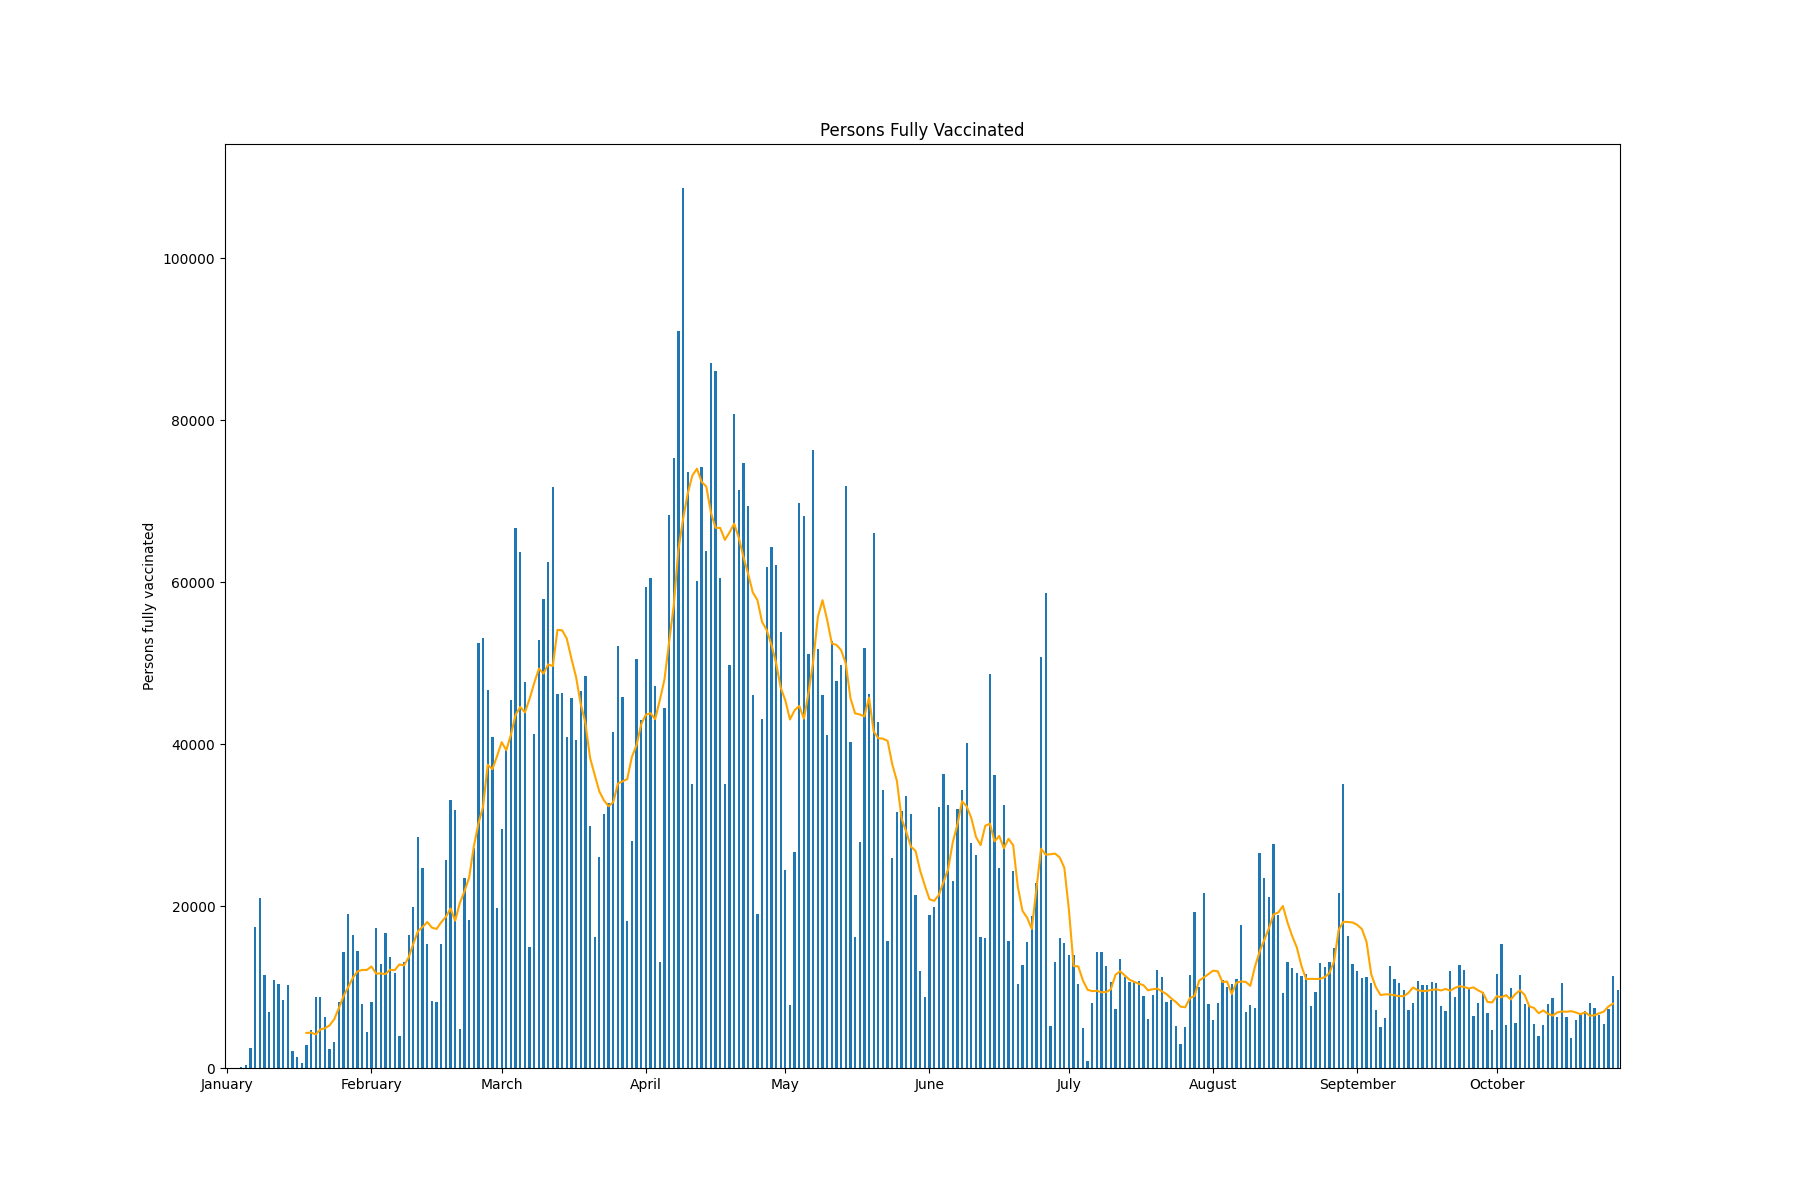 Persons Fully Vaccinated
Persons fully vaccinated
100000
80000
60000
40000
20000
0
January February March April May June July August September October